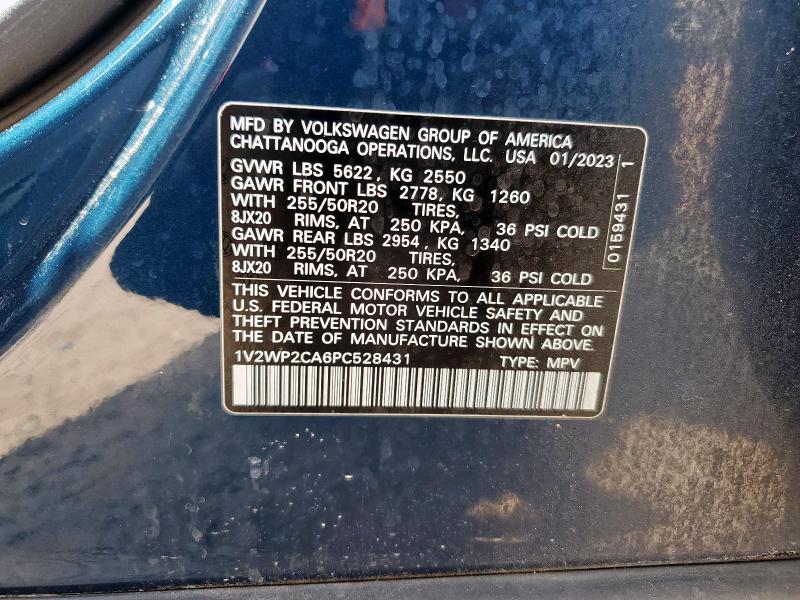 MFD BY VOLKSWAGEN GROUP OF AMERICA
CHATTANOOGA OPERATIONS, LLC. USA 01/2023
GVWR LBS 5622, KG 2550
GAWR FRONT LBS 2778, KG 1260
WITH 255/50R20 TIRES,
8JX20 RIMS, AT 250 KPA, 36 PSI COLD
GAWR REAR LBS 2954, KG 1340
WITH 255/50R20 TIRES,
8JX20 RIMS, AT 250 KPA, 36 PSI COLD
THIS VEHICLE CONFORMS TO ALL APPLICABLE
U.S. FEDERAL MOTOR VEHICLE SAFETY AND
THEFT PREVENTION STANDARDS IN EFFECT ON
THE DATE OF MANUFACTURE SHOWN ABOVE.
1V2WP2CA6PC528431 TYPE: MPV
0159431 1